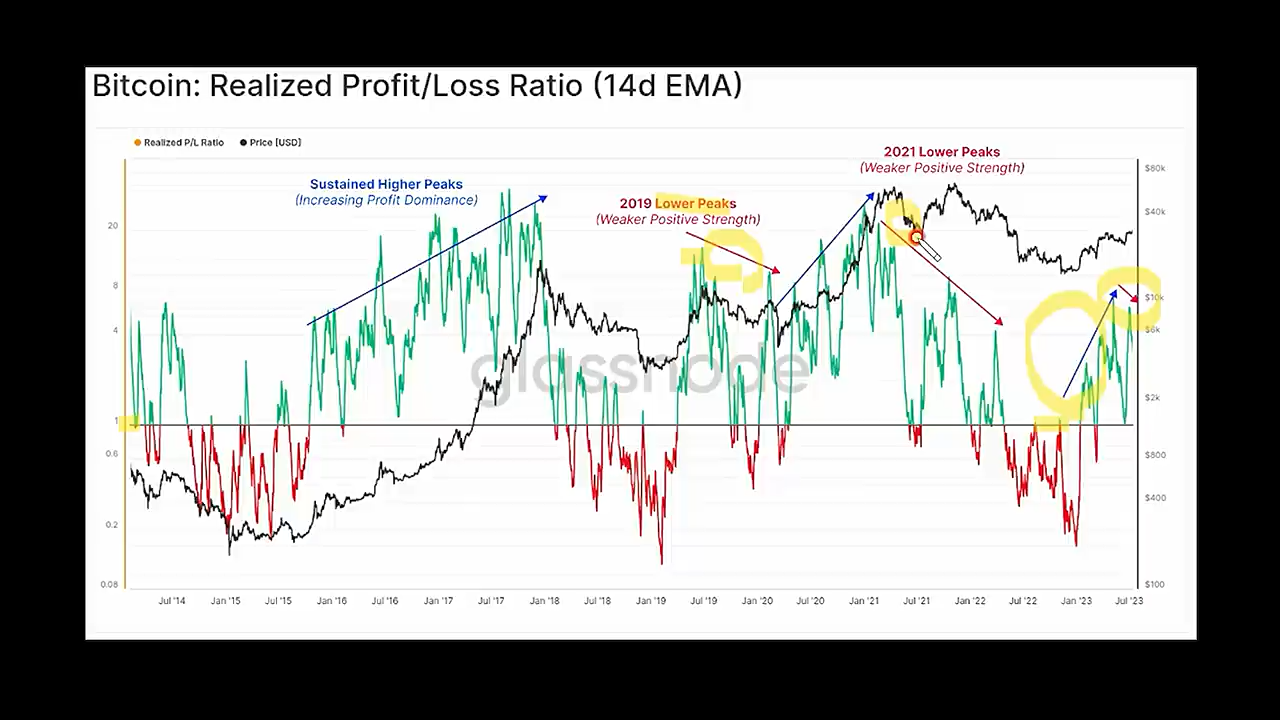 Bitcoin: Realized Profit/Loss Ratio (14d EMA)
Realized P/L Ratio Price [USD]
2021 Lower Peaks
(Weaker Positive Strength)
Sustained Higher Peaks
(Increasing Profit Dominance)
2019 Lower Peaks
(Weaker Positive Strength)
20
8
4
1
0.6
0.2
0.08
$80k
$40k
$10k
$6k
$2k
$800
$400
$100
glassnode
Jul '14 Jan '15 Jul '15 Jan '16 Jul '16 Jan '17 Jul '17 Jan '18 Jul '18 Jan '19 Jul '19 Jan '20 Jul '20 Jan '21 Jul '21 Jan '22 Jul '22 Jan '23 Jul '23